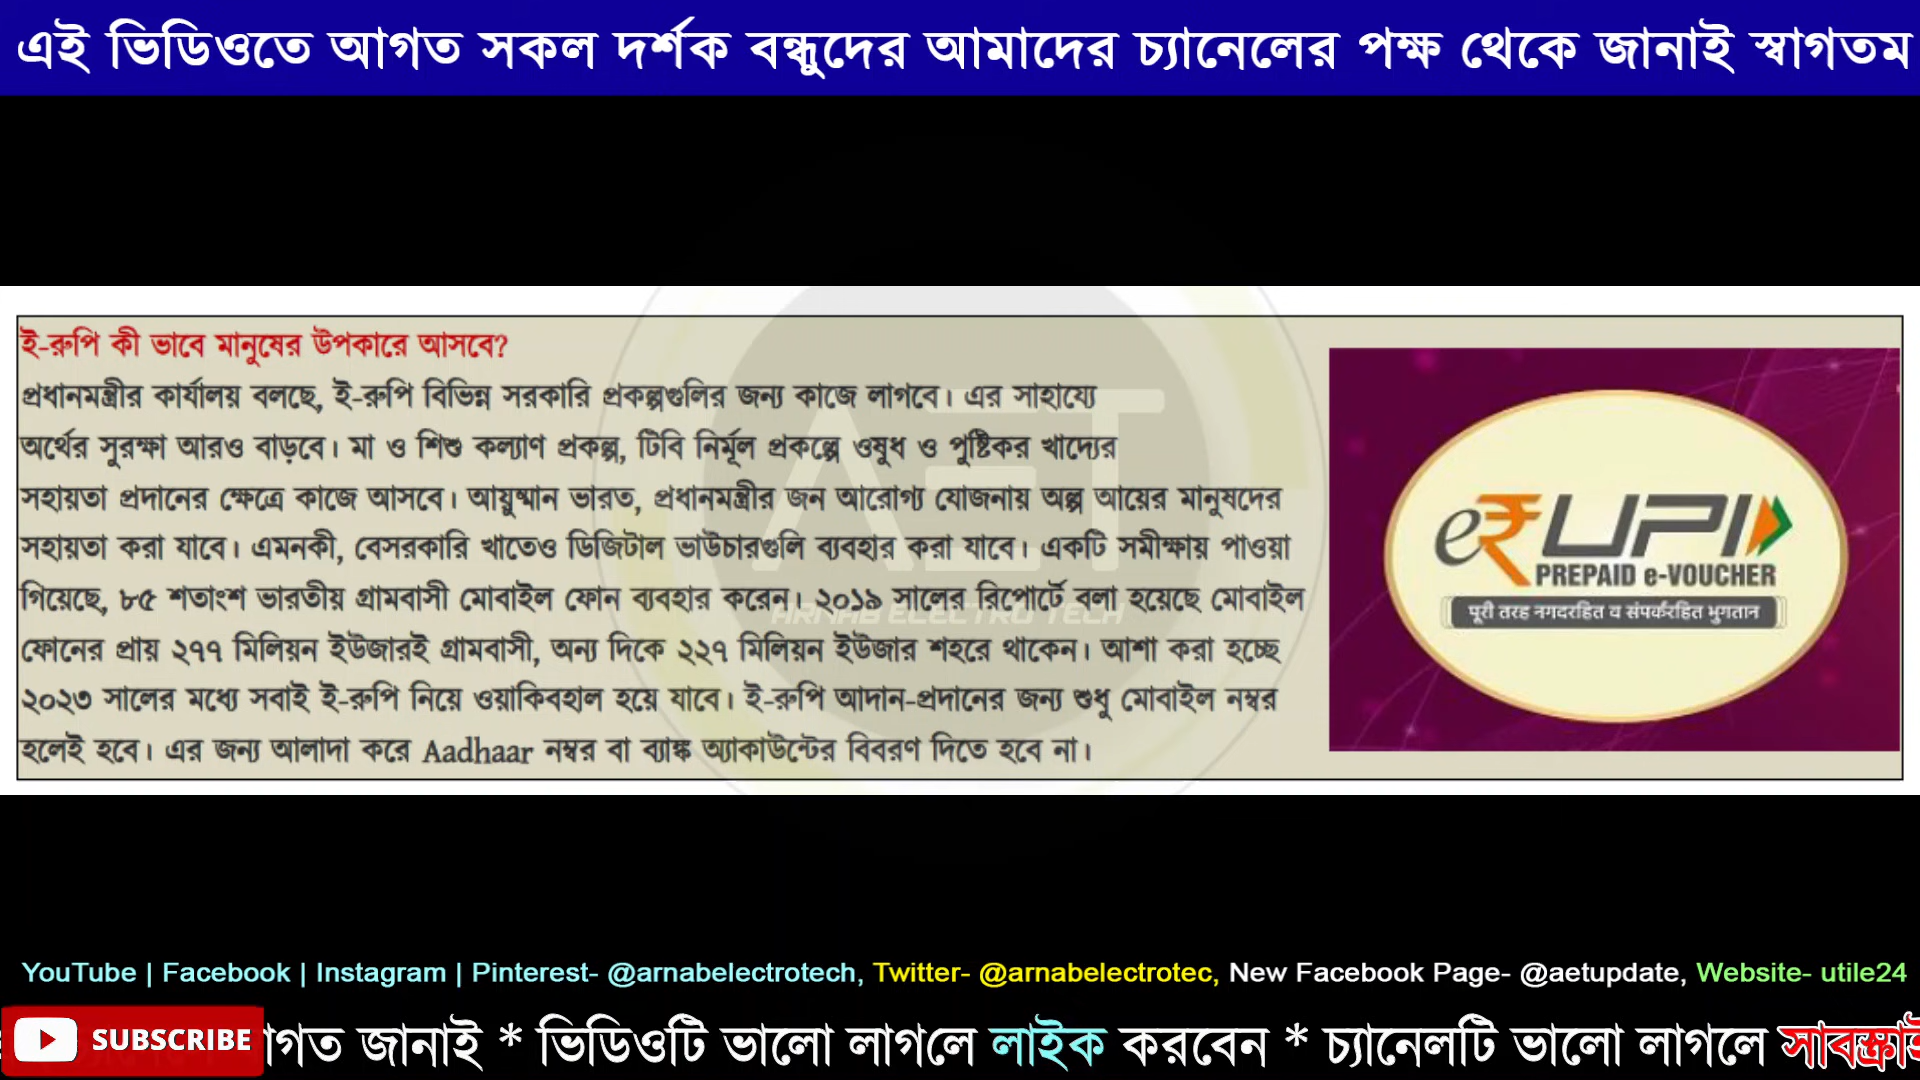 এই ভিডিওতে আগত সকল দর্শক বন্ধুদের আমাদের চ্যানেলের পক্ষ থেকে জানাই স্বাগতম
ই-রুপি কী ভাবে মানুষের উপকারে আসবে?
প্রধানমন্ত্রীর কার্যালয় বলছে, ই-রুপি বিভিন্ন সরকারি প্রকল্পগুলির জন্য কাজে লাগবে। এর সাহায্যে
অর্থের সুরক্ষা আরও বাড়বে। মা ও শিশু কল্যাণ প্রকল্প, টিবি নির্মূল প্রকল্পে ওষুধ ও পুষ্টিকর খাদ্যের
সহায়তা প্রদানের ক্ষেত্রে কাজে আসবে। আয়ুষ্মান ভারত, প্রধানমন্ত্রীর জন আরোগ্য যোজনায় অল্প আয়ের মানুষদের
সহায়তা করা যাবে। এমনকী, বেসরকারি খাতেও ডিজিটাল ভাউচারগুলি ব্যবহার করা যাবে। একটি সমীক্ষায় পাওয়া
গিয়েছে, ৮৫ শতাংশ ভারতীয় গ্রামবাসী মোবাইল ফোন ব্যবহার করেন। ২০১৯ সালের রিপোর্টে বলা হয়েছে মোবাইল
ফোনের প্রায় ২৭৭ মিলিয়ন ইউজারই গ্রামবাসী, অন্য দিকে ২২৭ মিলিয়ন ইউজার শহরে থাকেন। আশা করা হচ্ছে
২০২৩ সালের মধ্যে সবাই ই-রুপি নিয়ে ওয়াকিবহাল হয়ে যাবে। ই-রুপি আদান-প্রদানের জন্য শুধু মোবাইল নম্বর
হলেই হবে। এর জন্য আলাদা করে Aadhaar নম্বর বা ব্যাঙ্ক অ্যাকাউন্টের বিবরণ দিতে হবে না।
AET
ARNAB ELECTRO TECH
e₹UPI
PREPAID e-VOUCHER
पूरी तरह नगदरहित व संपर्करहित भुगतान
YouTube | Facebook | Instagram | Pinterest- @arnabelectrotech, Twitter- @arnabelectrotec, New Facebook Page- @aetupdate, Website- utile24
SUBSCRIBE গত জানাই * ভিডিওটি ভালো লাগলে লাইক করবেন * চ্যানেলটি ভালো লাগলে